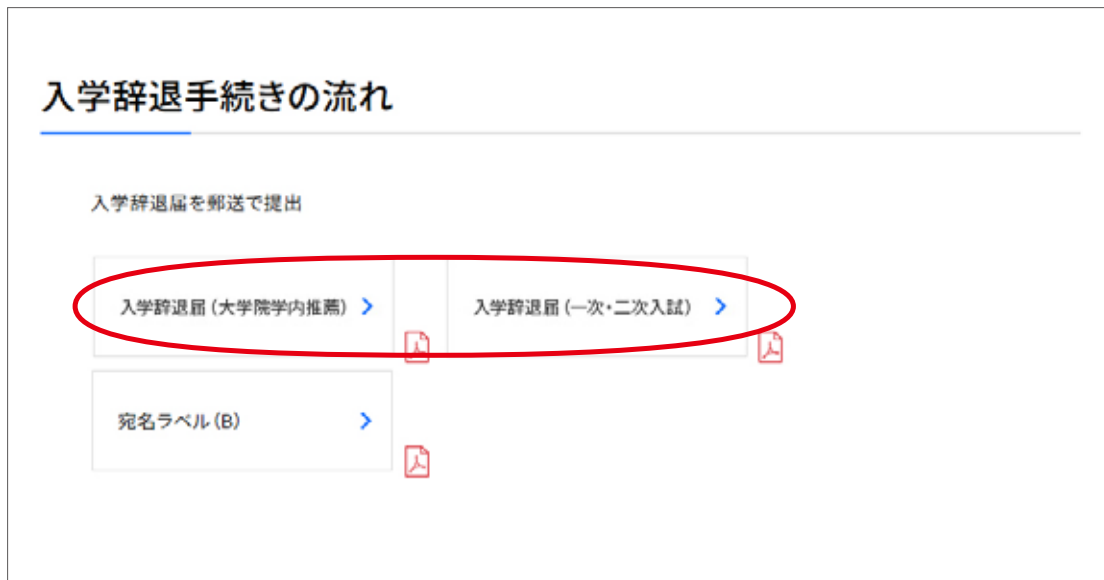 入学辞退手続きの流れ
入学辞退届を郵送で提出
入学辞退届（大学院学内推薦）
入学辞退届（一次・二次入試）
宛名ラベル（B）